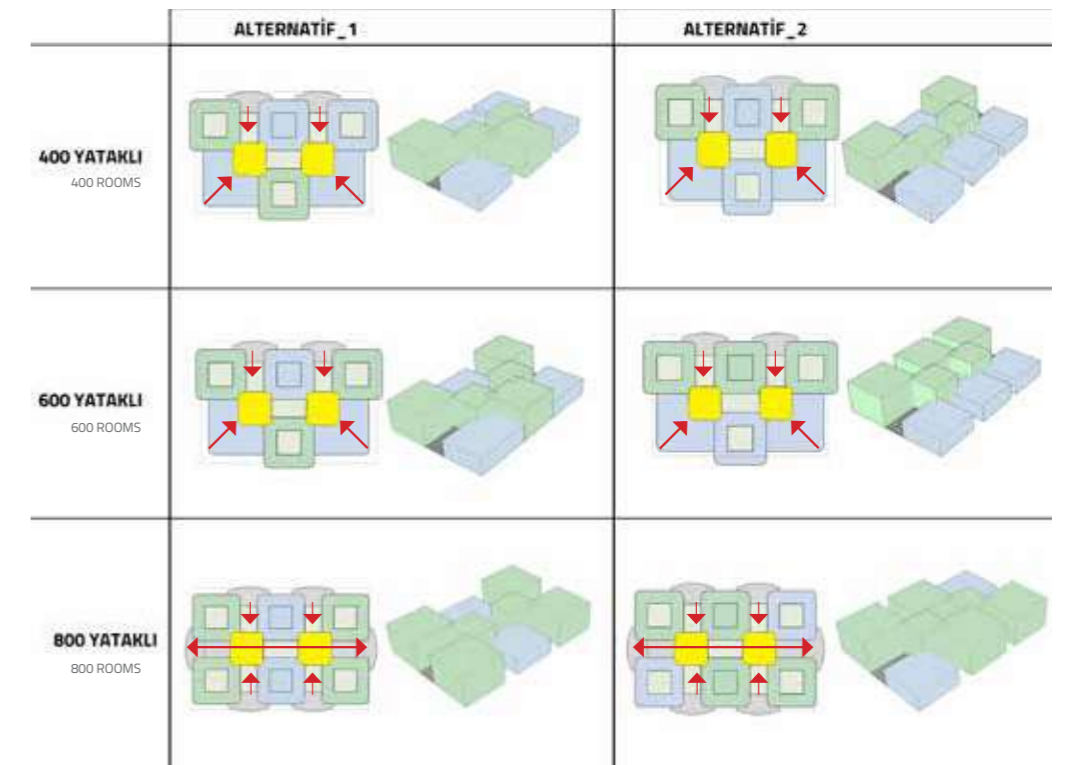 ALTERNATİF_1
ALTERNATİF_2
400 YATAKLI
400 ROOMS
600 YATAKLI
600 ROOMS
800 YATAKLI
800 ROOMS